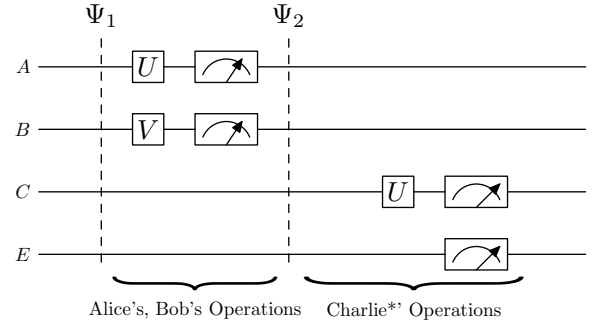 Ψ₁ Ψ₂
A U
B V
C U
E
Alice's, Bob's Operations Charlie*' Operations